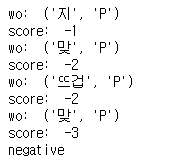 wo:  ('지', 'P')
score:  -1
wo:  ('맞', 'P')
score:  -2
wo:  ('뜨겁', 'P')
score:  -2
wo:  ('맞', 'P')
score:  -3
negative